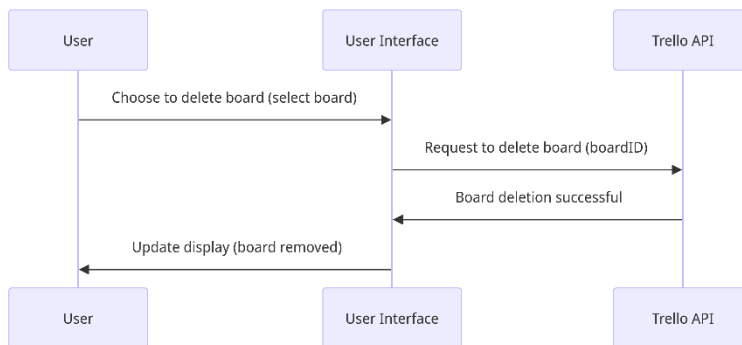 User
User Interface
Trello API
Choose to delete board (select board)
Request to delete board (boardID)
Board deletion successful
Update display (board removed)
User
User Interface
Trello API